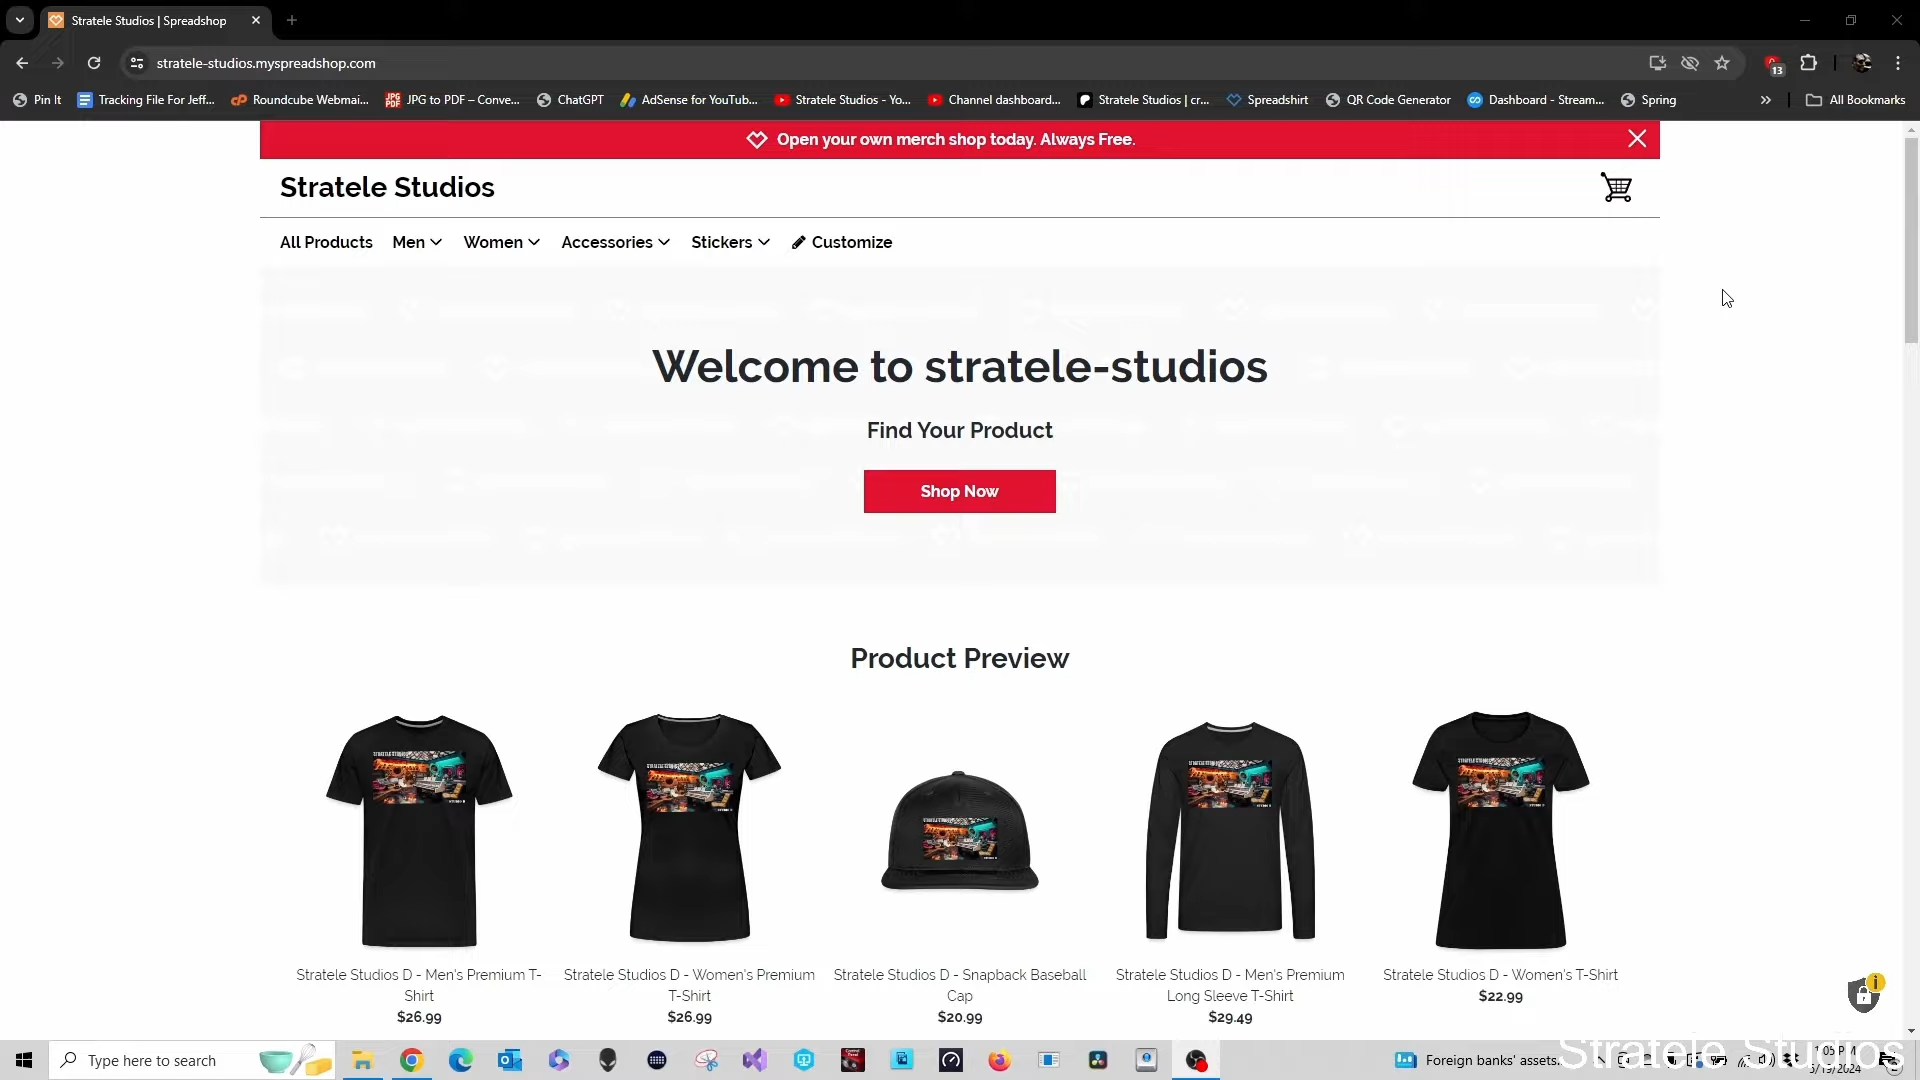 Stratele Studios | Spreadshop
stratele-studios.myspreadshop.com
13
Pin It
Tracking File For Jeff...
Roundcube Webmai...
JPG to PDF – Conve...
ChatGPT
AdSense for YouTub...
Stratele Studios - Yo...
Channel dashboard...
Stratele Studios | cr...
Spreadshirt
QR Code Generator
Dashboard - Stream...
Spring
All Bookmarks
Open your own merch shop today. Always Free.
Stratele Studios
All Products
Men
Women
Accessories
Stickers
Customize
Welcome to stratele-studios
Find Your Product
Shop Now
Product Preview
Stratele Studios D - Men's Premium T-
Shirt
$26.99
Stratele Studios D - Women's Premium
T-Shirt
$26.99
Stratele Studios D - Snapback Baseball
Cap
$20.99
Stratele Studios D - Men's Premium
Long Sleeve T-Shirt
$29.49
Stratele Studios D - Women's T-Shirt
$22.99
Type here to search
Foreign banks' assets...
1:05 PM
Stratele Studios